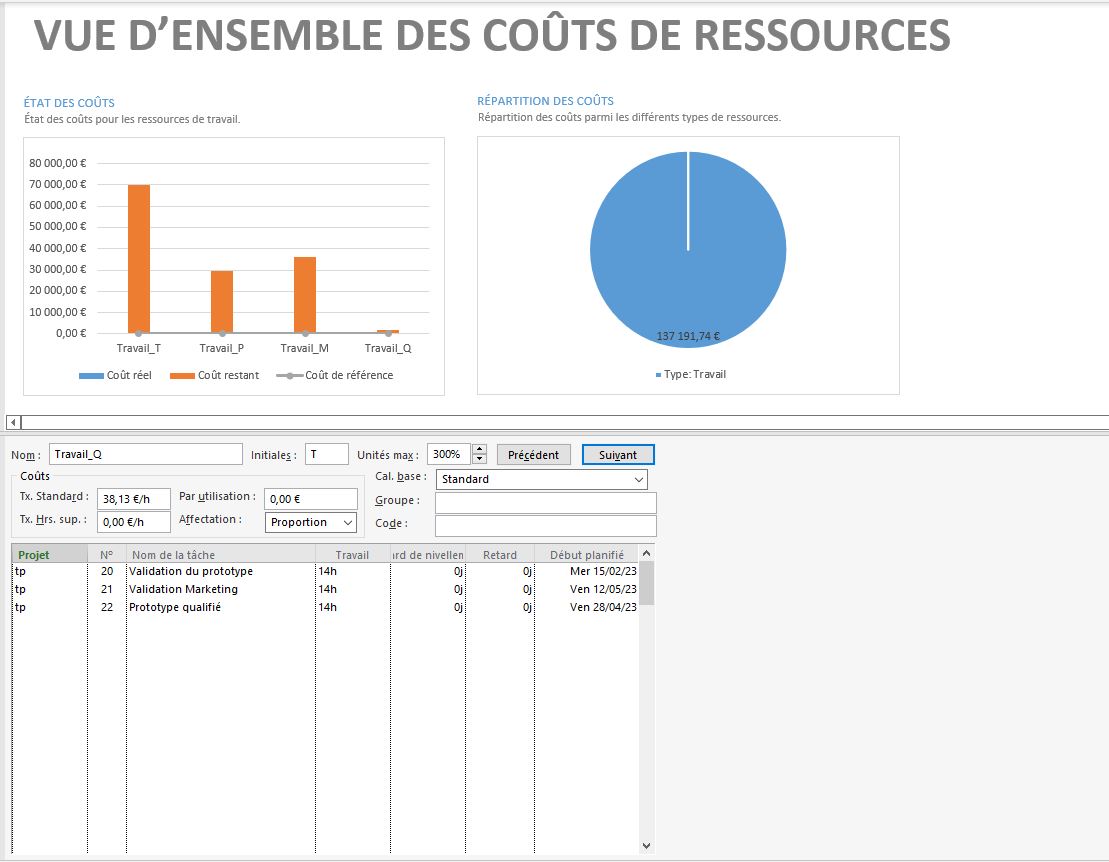 VUE D’ENSEMBLE DES COÛTS DE RESSOURCES
ÉTAT DES COÛTS
État des coûts pour les ressources de travail.
80 000,00 €
70 000,00 €
60 000,00 €
50 000,00 €
40 000,00 €
30 000,00 €
20 000,00 €
10 000,00 €
0,00 €
Travail_T Travail_P Travail_M Travail_Q
Coût réel Coût restant Coût de référence
RÉPARTITION DES COÛTS
Répartition des coûts parmi les différents types de ressources.
137 191,74 €
Type: Travail
Nom : Travail_Q Initiales : T Unités max : 300% Précédent Suivant
Coûts
Tx. Standard : 38,13 €/h Par utilisation : 0,00 €
Tx. Hrs. sup. : 0,00 €/h Affectation : Proportion
Cal. base : Standard
Groupe :
Code :
Projet N° Nom de la tâche Travail ard de nivellen Retard Début planifié
tp 20 Validation du prototype 14h 0j 0j Mer 15/02/23
tp 21 Validation Marketing 14h 0j 0j Ven 12/05/23
tp 22 Prototype qualifié 14h 0j 0j Ven 28/04/23